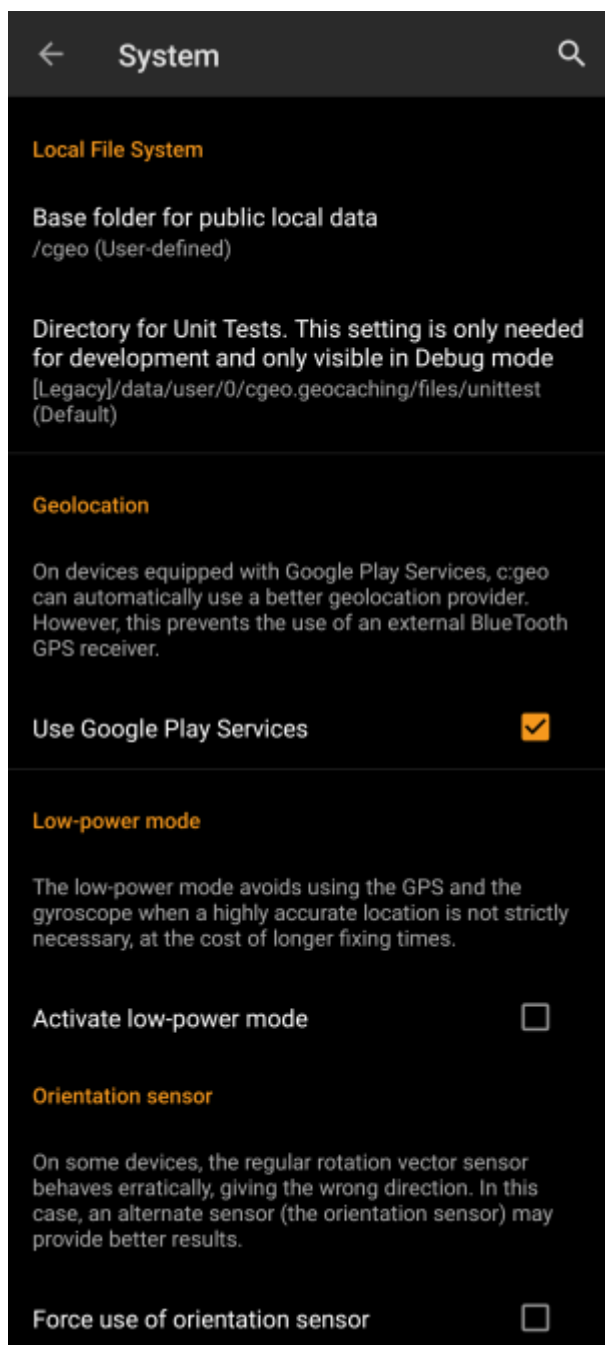 System
Local File System
Base folder for public local data
/cgeo (User-defined)
Directory for Unit Tests. This setting is only needed
for development and only visible in Debug mode
[Legacy]/data/user/0/cgeo.geocaching/files/unittest
(Default)
Geolocation
On devices equipped with Google Play Services, c:geo
can automatically use a better geolocation provider.
However, this prevents the use of an external BlueTooth
GPS receiver.
Use Google Play Services
Low-power mode
The low-power mode avoids using the GPS and the
gyroscope when a highly accurate location is not strictly
necessary, at the cost of longer fixing times.
Activate low-power mode
Orientation sensor
On some devices, the regular rotation vector sensor
behaves erratically, giving the wrong direction. In this
case, an alternate sensor (the orientation sensor) may
provide better results.
Force use of orientation sensor